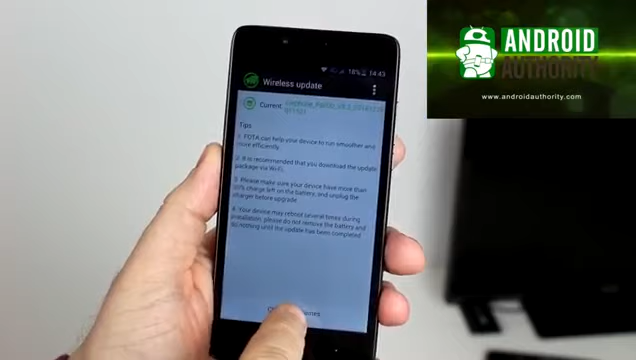 18% 14:43
Wireless update
Current
Tips
1. FOTA can help your device to run smoother and
more efficiently.
2. It is recommended that you download the update
package via Wi-Fi.
3. Please make sure your device have more than
30% charge left on the battery, and unplug the
charger before upgrade.
4. Your device may reboot several times during
installation, please do not remove the battery and
do nothing until the update has been completed
ANDROID
AUTHORITY
www.androidauthority.com